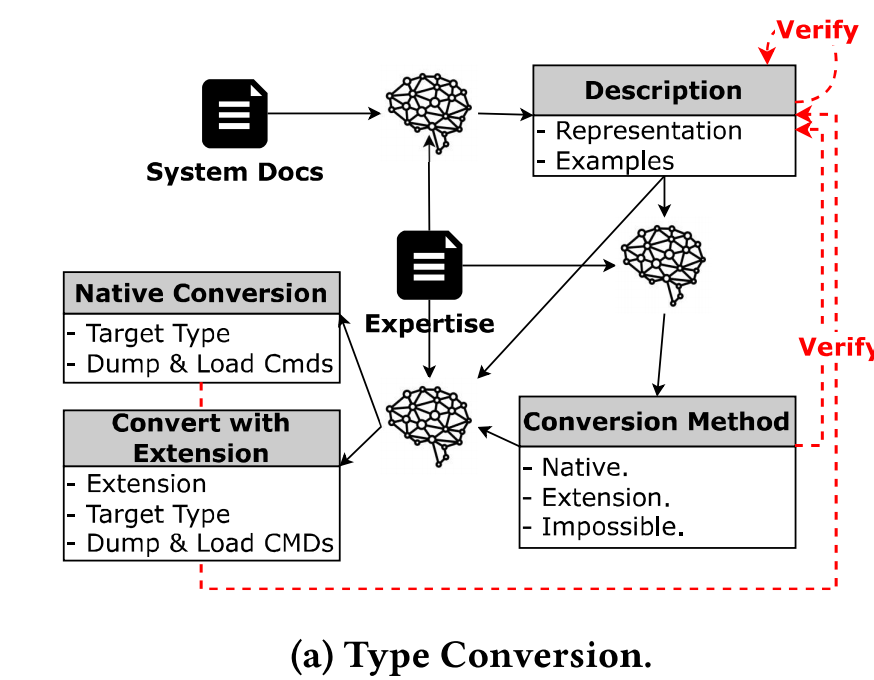 Verify
Description
- Representation
- Examples
System Docs
Expertise
Native Conversion
- Target Type
- Dump & Load Cmds
Verify
Convert with
Extension
- Extension
- Target Type
- Dump & Load CMDs
Conversion Method
- Native.
- Extension.
- Impossible.
(a) Type Conversion.